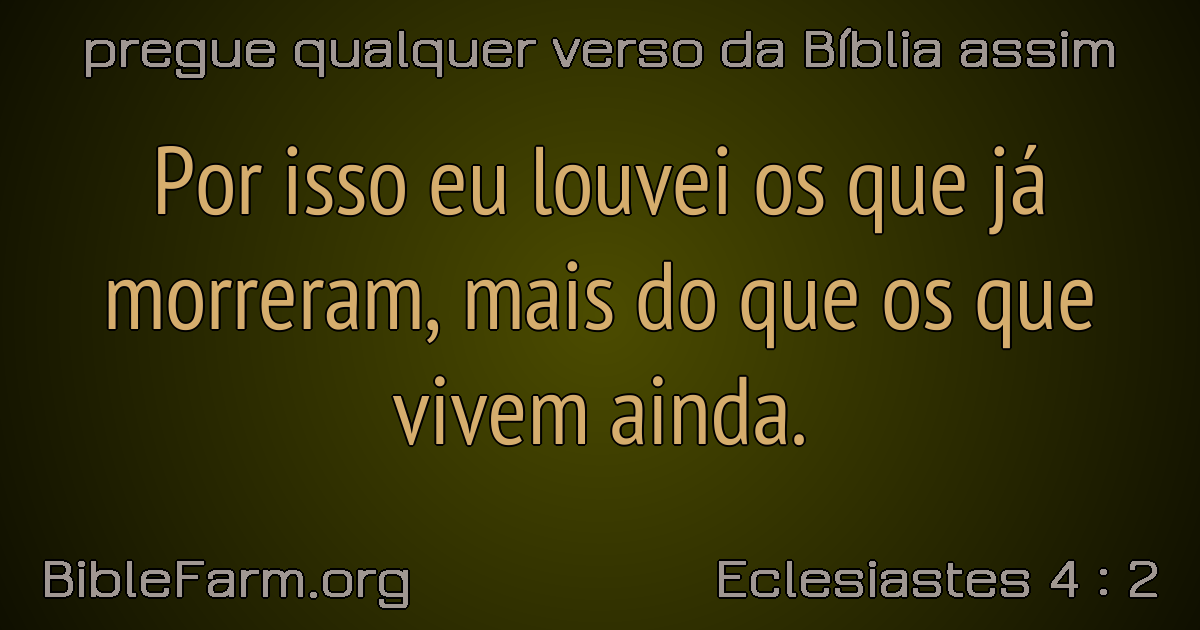 pregue qualquer verso da Bíblia assim
Por isso eu louvei os que já
morreram, mais do que os que
vivem ainda.
BibleFarm.org
Eclesiastes 4 : 2